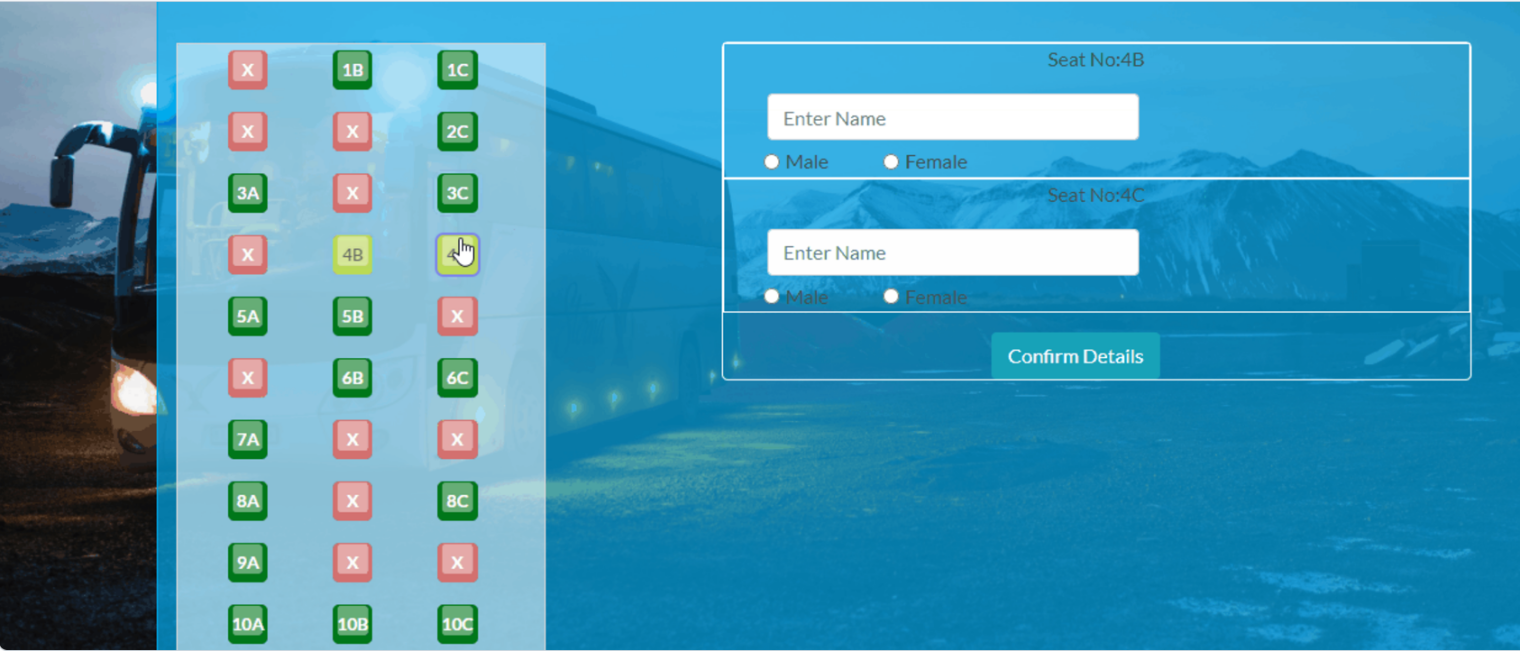 X 1B 1C
X X 2C
3A X 3C
X 4B 4
5A 5B X
X 6B 6C
7A X X
8A X 8C
9A X X
10A 10B 10C
Seat No:4B
Enter Name
Male Female
Seat No:4C
Enter Name
Male Female
Confirm Details